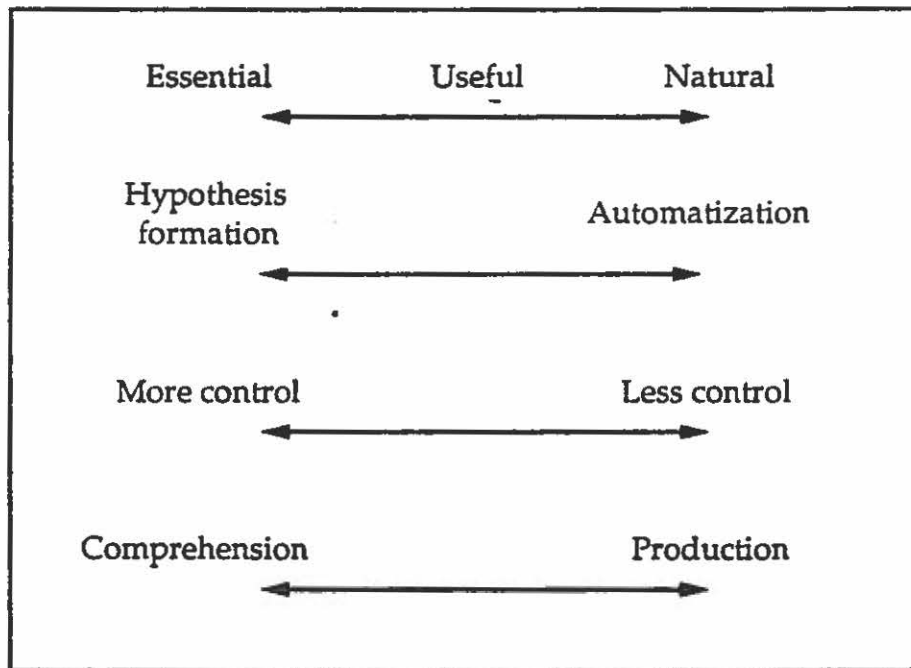 Essential Useful Natural
Hypothesis
formation
Automatization
More control Less control
Comprehension Production